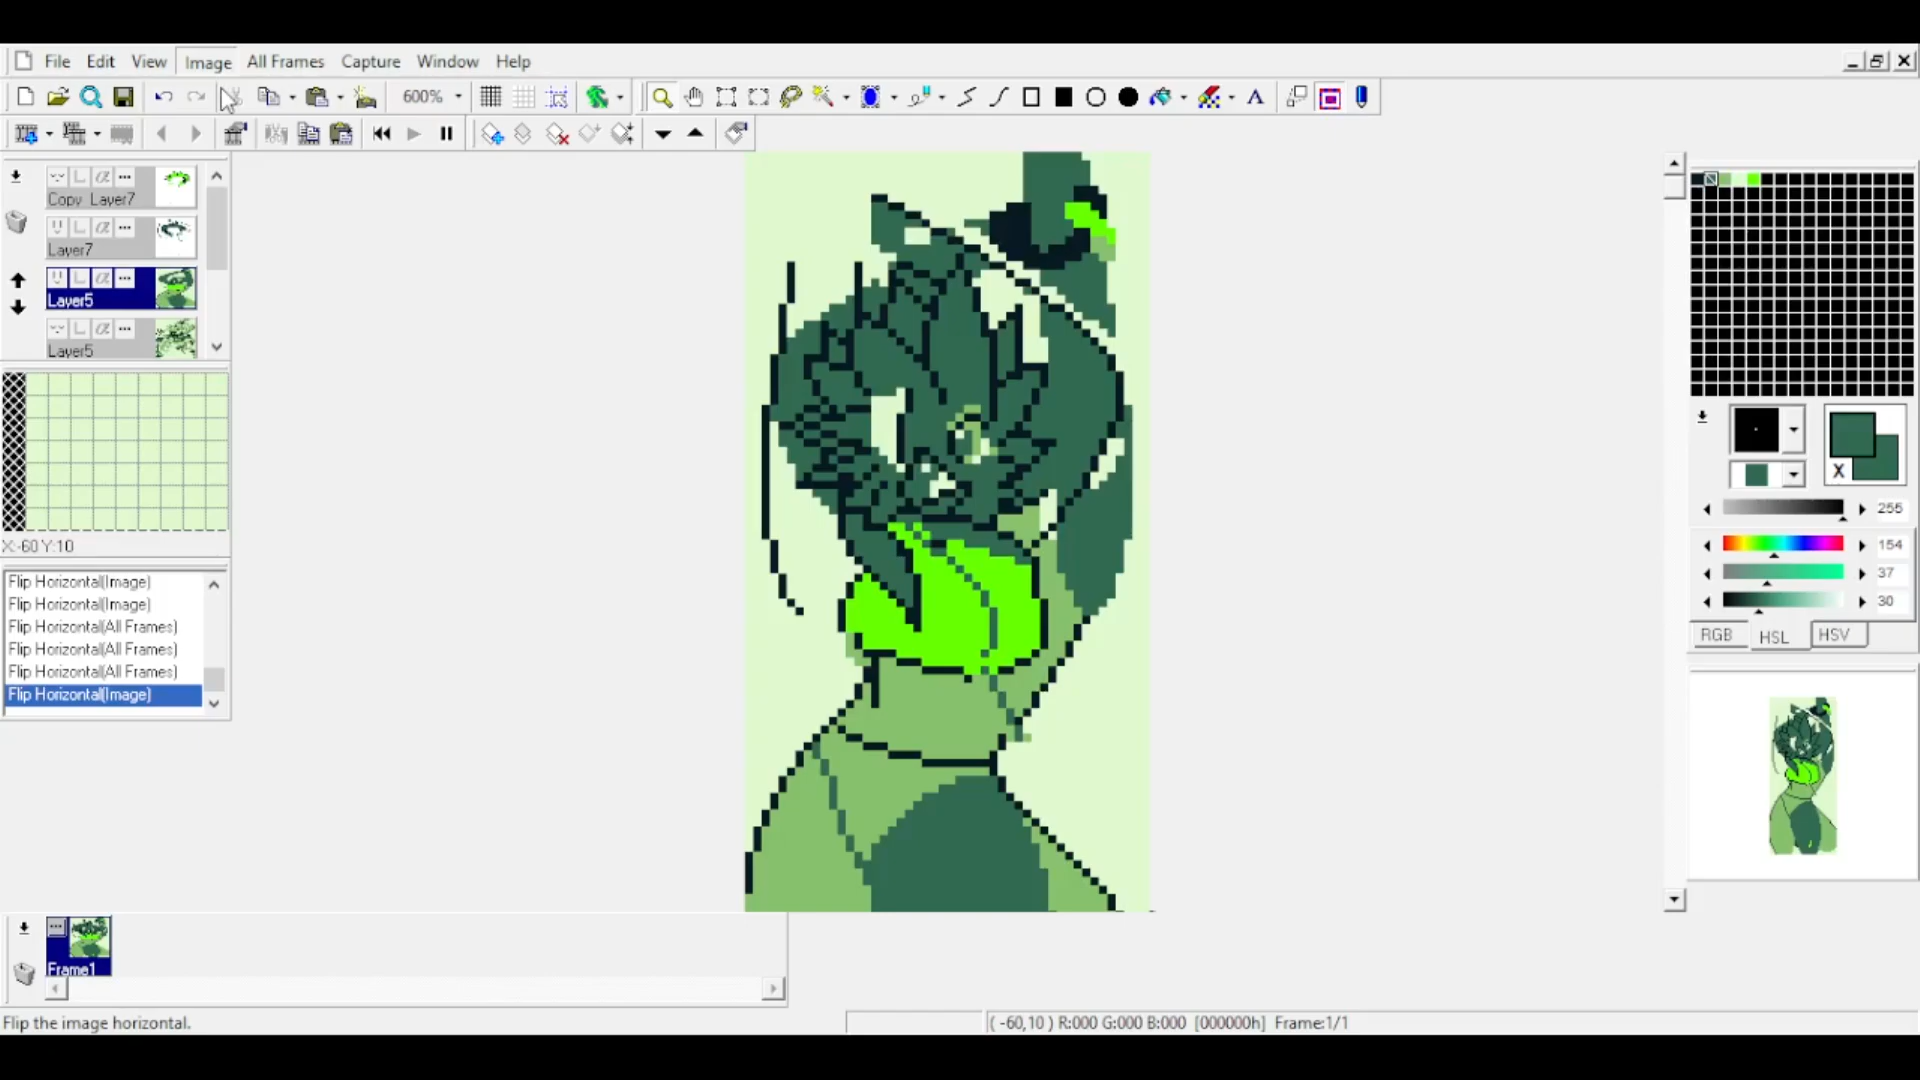 File Edit View Image All Frames Capture Window Help
600%
Copy Layer7
Layer7
Layer5
Layer5
X:-60 Y:10
Flip Horizontal(Image)
Flip Horizontal(Image)
Flip Horizontal(All Frames)
Flip Horizontal(All Frames)
Flip Horizontal(All Frames)
Flip Horizontal(Image)
X
255
154
37
30
RGB HSL HSV
Frame1
Flip the image horizontal.
( -60,10 ) R:000 G:000 B:000 [000000h] Frame:1/1